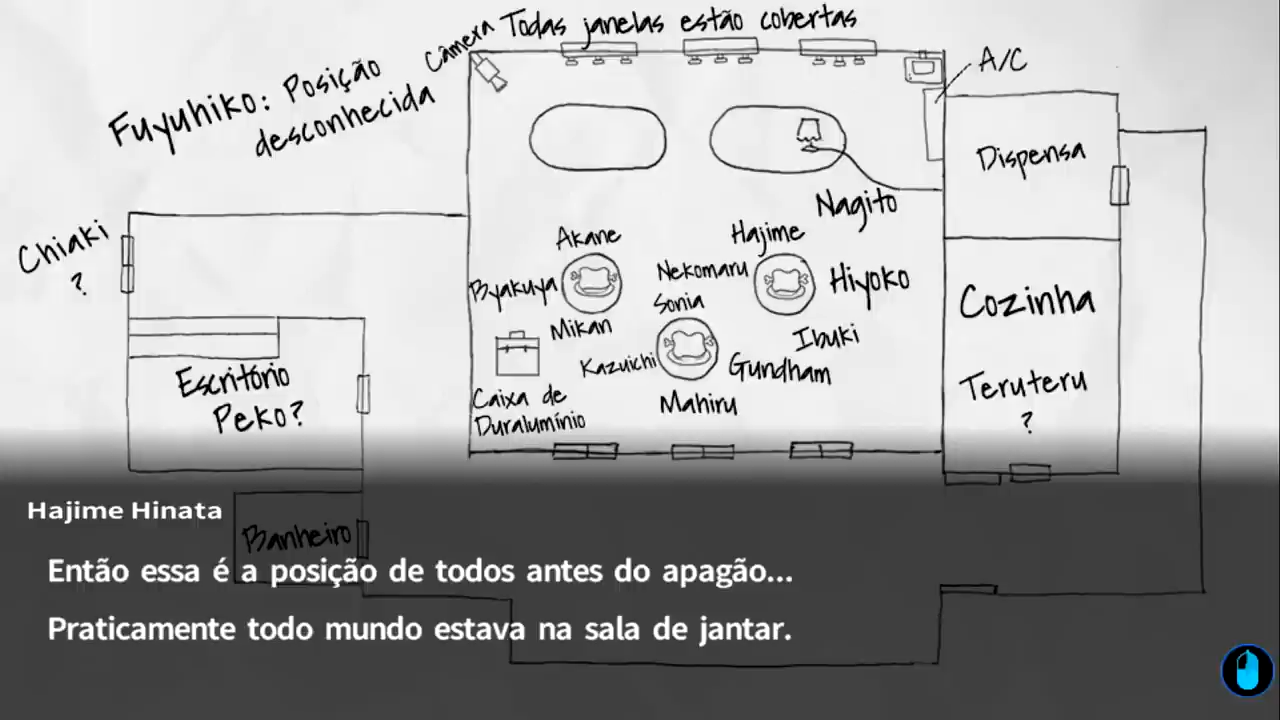 Todas janelas estão cobertas
Câmera
A/C
Fuyuhiko: Posição
desconhecida
Dispensa
Nagito
Chiaki
?
Akane
Hajime
Byakuya
Nekomaru
Hiyoko
Sonia
Mikan
Ibuki
Cozinha
Kazuichi
Gundham
Teruteru
?
Escritório
Peko?
Caixa de
Duralumínio
Mahiru
Hajime Hinata
Banheiro
Então essa é a posição de todos antes do apagão...
Praticamente todo mundo estava na sala de jantar.